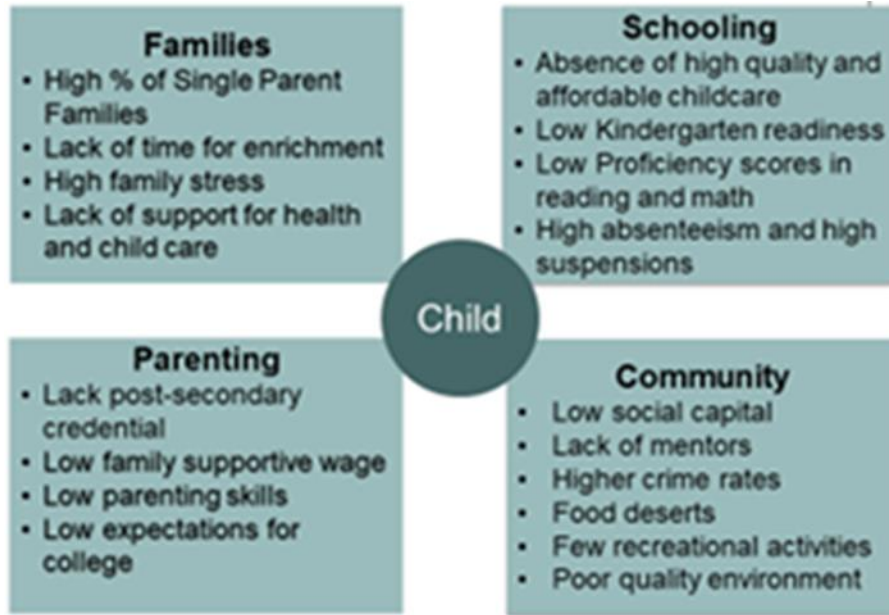 Families
• High % of Single Parent
Families
• Lack of time for enrichment
• High family stress
• Lack of support for health
and child care
Schooling
• Absence of high quality and
affordable childcare
• Low Kindergarten readiness
• Low Proficiency scores in
reading and math
• High absenteeism and high
suspensions
Child
Parenting
• Lack post-secondary
credential
• Low family supportive wage
• Low parenting skills
• Low expectations for
college
Community
• Low social capital
• Lack of mentors
• Higher crime rates
• Food deserts
• Few recreational activities
• Poor quality environment